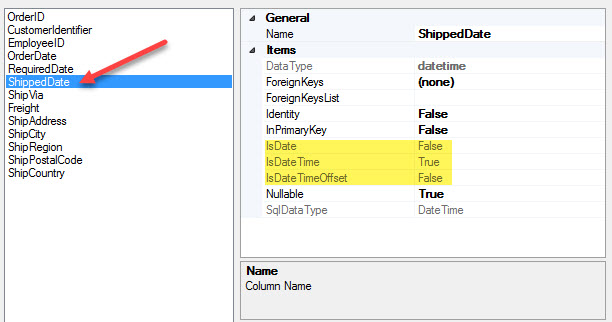 OrderID
CustomerIdentifier
EmployeeID
OrderDate
RequiredDate
ShippedDate
ShipVia
Freight
ShipAddress
ShipCity
ShipRegion
ShipPostalCode
ShipCountry
General
Name ShippedDate
Items
DataType datetime
ForeignKeys (none)
ForeignKeysList
Identity False
InPrimaryKey False
IsDate False
IsDateTime True
IsDateTimeOffset False
Nullable True
SqlDataType DateTime
Name
Column Name